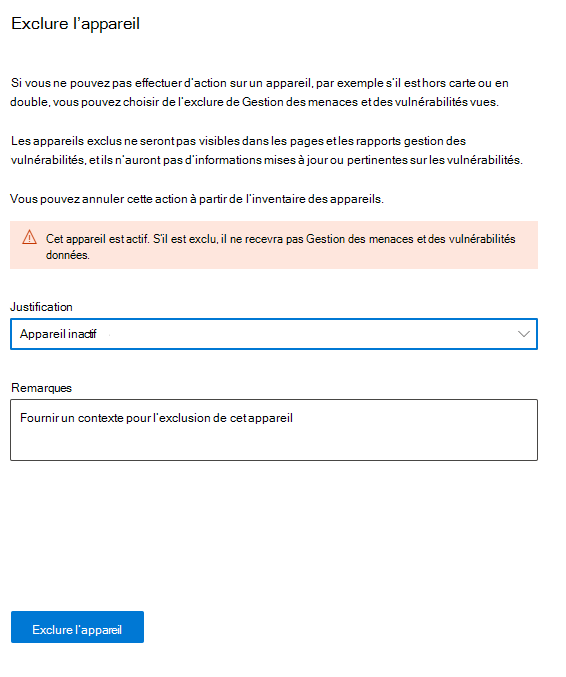 Exclure l'appareil
Si vous ne pouvez pas effectuer d'action sur un appareil, par exemple s'il est hors carte ou en
double, vous pouvez choisir de l'exclure de Gestion des menaces et des vulnérabilités vues.
Les appareils exclus ne seront pas visibles dans les pages et les rapports gestion des
vulnérabilités, et ils n'auront pas d'informations mises à jour ou pertinentes sur les vulnérabilités.
Vous pouvez annuler cette action à partir de l'inventaire des appareils.
Cet appareil est actif. S'il est exclu, il ne recevra pas Gestion des menaces et des vulnérabilités
données.
Justification
Appareil inactif
Remarques
Fournir un contexte pour l'exclusion de cet appareil
Exclure l'appareil